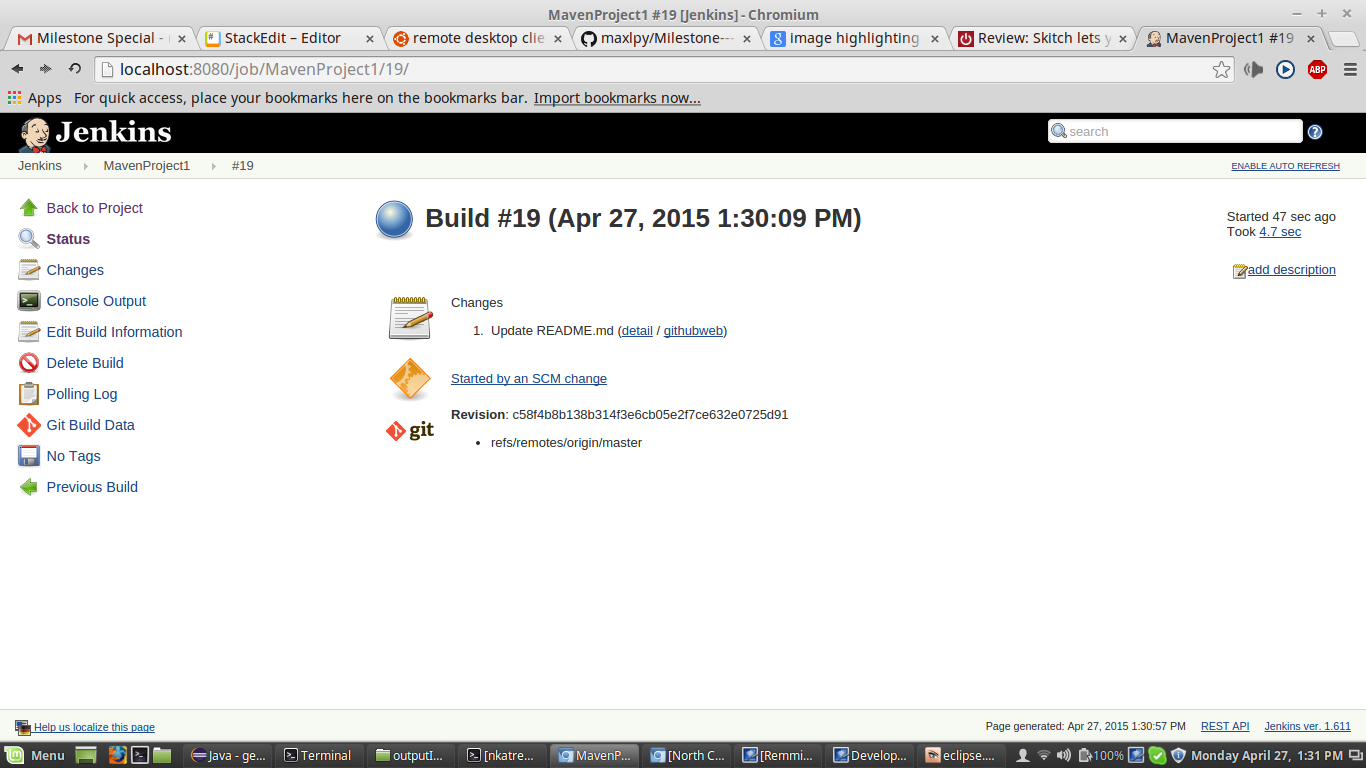 MavenProject1 #19 [Jenkins] - Chromium
Milestone Special -
StackEdit – Editor
remote desktop clie
maxlpy/Milestone---
image highlighting
Review: Skitch lets y
MavenProject1 #19
localhost:8080/job/MavenProject1/19/
ABP
Apps For quick access, place your bookmarks here on the bookmarks bar. Import bookmarks now...
Jenkins
search
?
Jenkins MavenProject1 #19
ENABLE AUTO REFRESH
Back to Project
Status
Changes
Console Output
Edit Build Information
Delete Build
Polling Log
Git Build Data
No Tags
Previous Build
Build #19 (Apr 27, 2015 1:30:09 PM)
Started 47 sec ago
Took 4.7 sec
add description
Changes
1. Update README.md (detail / githubweb)
Started by an SCM change
git
Revision: c58f4b8b138b314f3e6cb05e2f7ce632e0725d91
• refs/remotes/origin/master
Help us localize this page
Page generated: Apr 27, 2015 1:30:57 PM REST API Jenkins ver. 1.611
Menu
Java - ge...
Terminal
outputI...
[nkatre...
MavenP...
[North C...
[Remmi...
Develop...
eclipse....
100%
Monday April 27, 1:31 PM